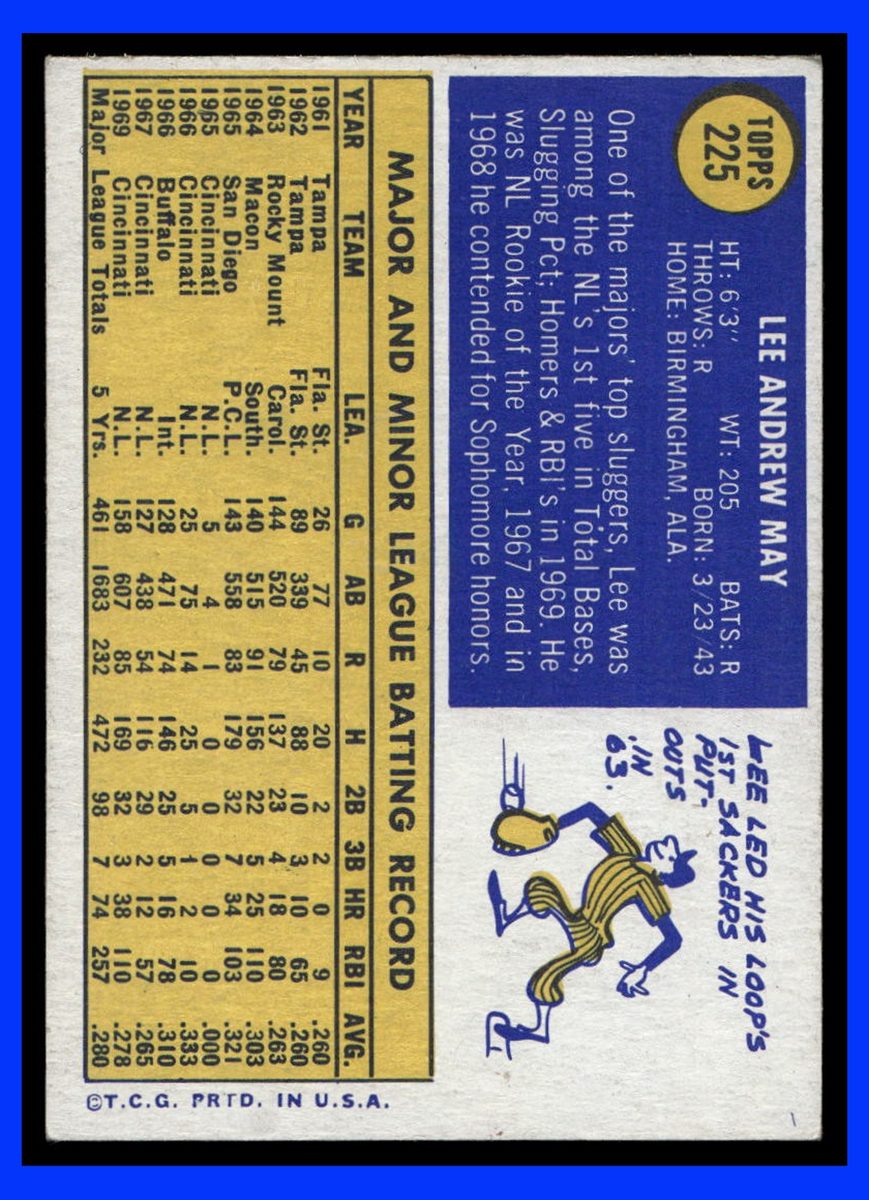 TOPPS
225
LEE ANDREW MAY
HT: 6'3" WT: 205 BATS: R
THROWS: R BORN: 3/23/43
HOME: BIRMINGHAM, ALA.
One of the majors' top sluggers, Lee was
among the NL's 1st five in Total Bases,
Slugging Pct; Homers & RBI's in 1969. He
was NL Rookie of the Year, 1967 and in
1968 he contended for Sophomore honors.
LEE LED HIS LOOP'S
1ST SACKERS IN
PUT-
OUTS
IN
63.
MAJOR AND MINOR LEAGUE BATTING RECORD
YEAR TEAM LEA. G AB R H 2B 3B HR RBI AVG.
1961 Tampa Fla. St. 26 77 10 20 2 2 0 9 .260
1962 Tampa Fla. St. 89 339 45 88 10 3 10 65 .260
1963 Rocky Mount Carol. 144 520 79 137 23 4 18 80 .263
1964 Macon South. 140 515 91 156 22 5 25 110 .303
1965 San Diego P.C.L. 143 558 83 179 32 7 34 103 .321
1965 Cincinnati N.L. 5 4 1 0 0 0 0 0 .000
1966 Cincinnati N.L. 25 75 14 25 5 1 2 10 .333
1966 Buffalo Int. 128 471 74 146 25 5 16 78 .310
1967 Cincinnati N.L. 127 438 54 116 29 2 12 57 .265
1969 Cincinnati N.L. 158 607 85 169 32 3 38 110 .278
Major League Totals 5 Yrs. 461 1683 232 472 98 7 74 257 .280
©T.C.G. PRTD. IN U.S.A.